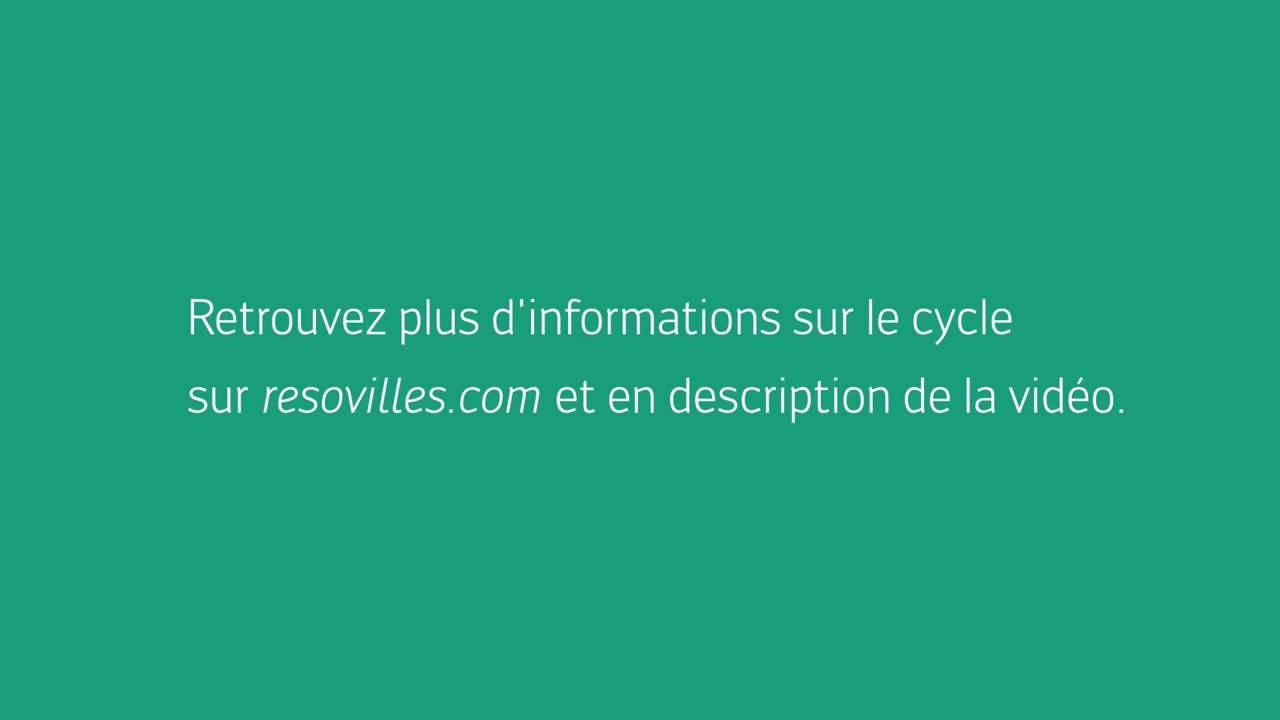 Retrouvez plus d'informations sur le cycle
sur resovilles.com et en description de la vidéo.